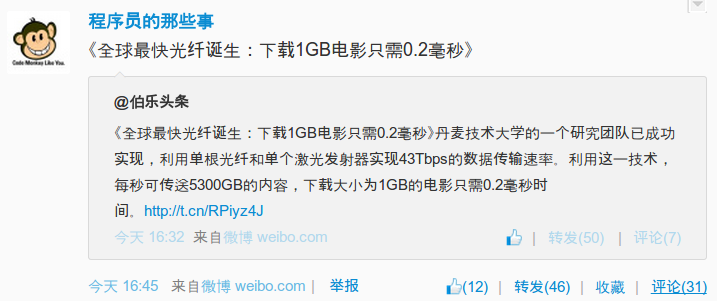 程序员的那些事
《全球最快光纤诞生：下载1GB电影只需0.2毫秒》
Code Monkey Like You.
@伯乐头条
《全球最快光纤诞生：下载1GB电影只需0.2毫秒》丹麦技术大学的一个研究团队已成功
实现，利用单根光纤和单个激光发射器实现43Tbps的数据传输速率。利用这一技术，
每秒可传送5300GB的内容，下载大小为1GB的电影只需0.2毫秒时
间。http://t.cn/RPiyz4J
今天 16:32 来自微博 weibo.com | 转发(50) | 评论(7)
今天 16:45 来自微博 weibo.com | 举报 (12) | 转发(46) | 收藏 | 评论(31)